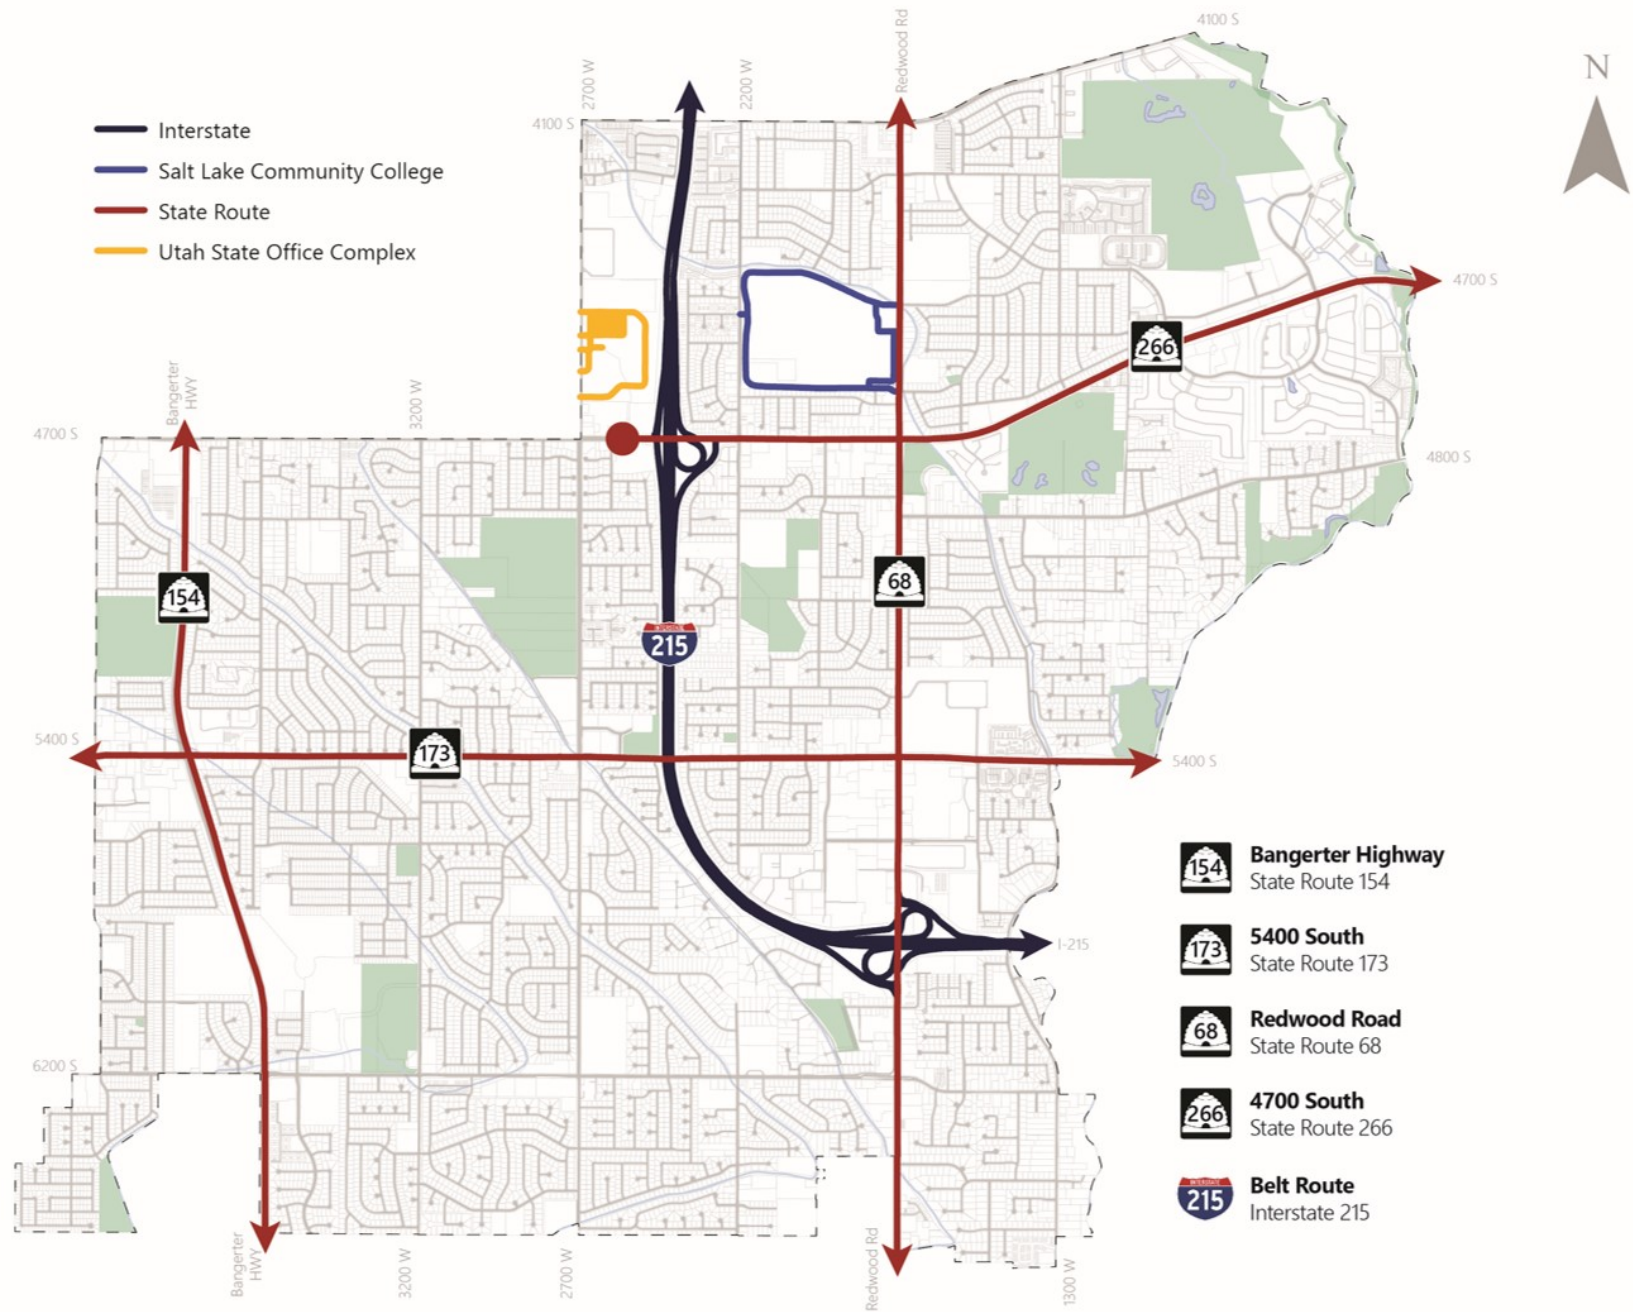 4100 S
Redwood Rd
2700 W
2200 W
N
4100 S
Interstate
Salt Lake Community College
State Route
Utah State Office Complex
4700 S
266
Bangerter
HWY
3200 W
4700 S
4800 S
68
154
INTERSTATE
215
5400 S
173
5400 S
154
Bangerter Highway
State Route 154
173
5400 South
State Route 173
I-215
68
Redwood Road
State Route 68
6200 S
266
4700 South
State Route 266
INTERSTATE
215
Belt Route
Interstate 215
Bangerter
HWY
3200 W
2700 W
Redwood Rd
1300 W